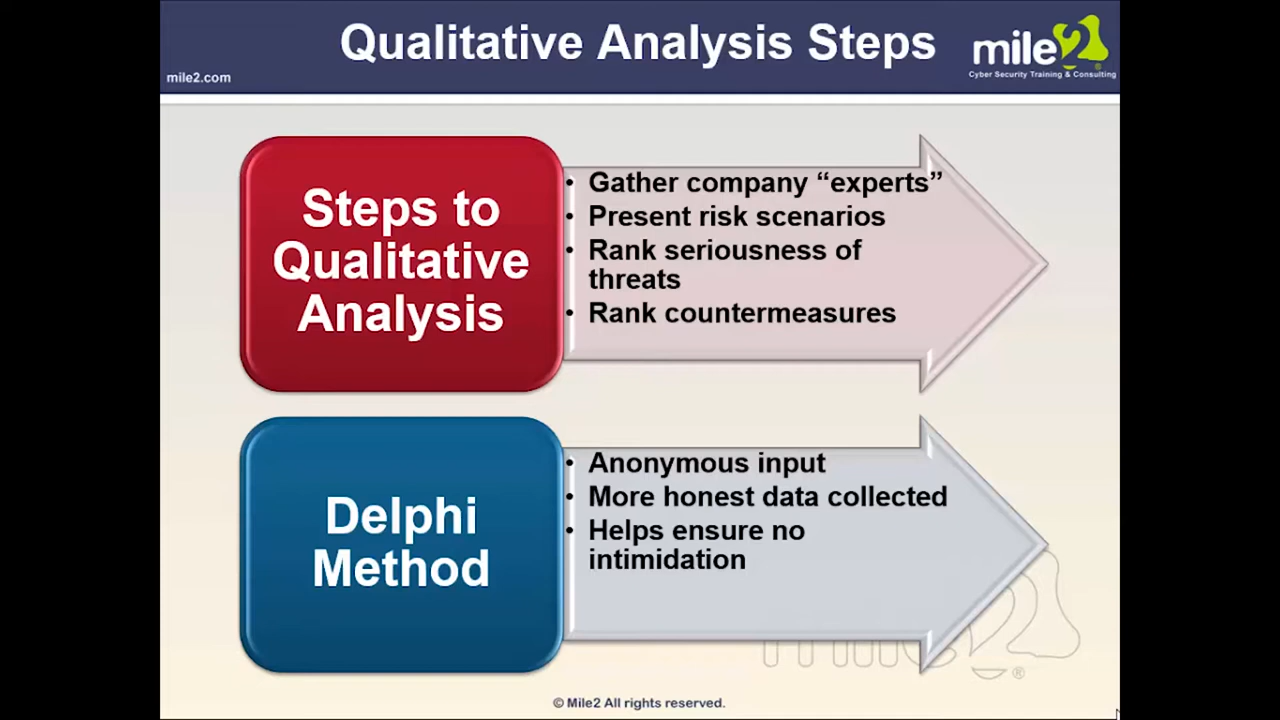 Qualitative Analysis Steps
mile2
Cyber Security Training & Consulting
mile2.com
Steps to
Qualitative
Analysis
• Gather company “experts”
• Present risk scenarios
• Rank seriousness of
threats
• Rank countermeasures
Delphi
Method
• Anonymous input
• More honest data collected
• Helps ensure no
intimidation
mile2®
© Mile2 All rights reserved.